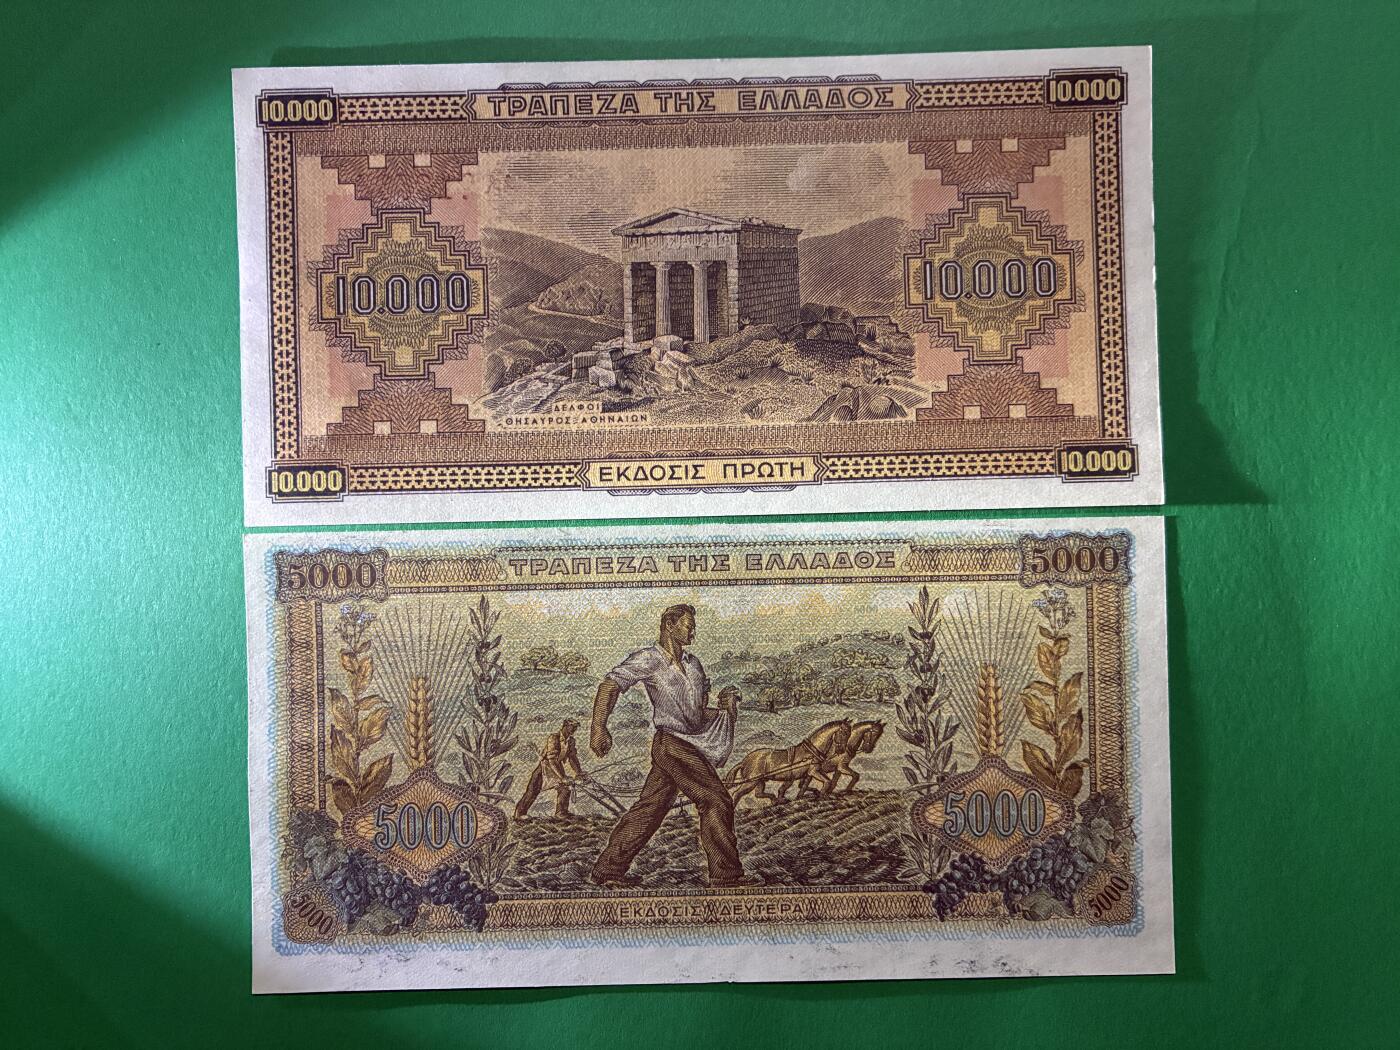 10.000 ΤΡΑΠΕΖΑ ΤΗΣ ΕΛΛΑΔΟΣ 10.000
10.000 10.000
ΔΕΛΦΟΙ
ΘΗΣΑΥΡΟΣ ΑΘΗΝΑΙΩΝ
10.000 ΕΚΔΟΣΙΣ ΠΡΩΤΗ 10.000
5000 ΤΡΑΠΕΖΑ ΤΗΣ ΕΛΛΑΔΟΣ 5000
5000 5000
5000 ΕΚΔΟΣΙΣ ΔΕΥΤΕΡΑ 5000